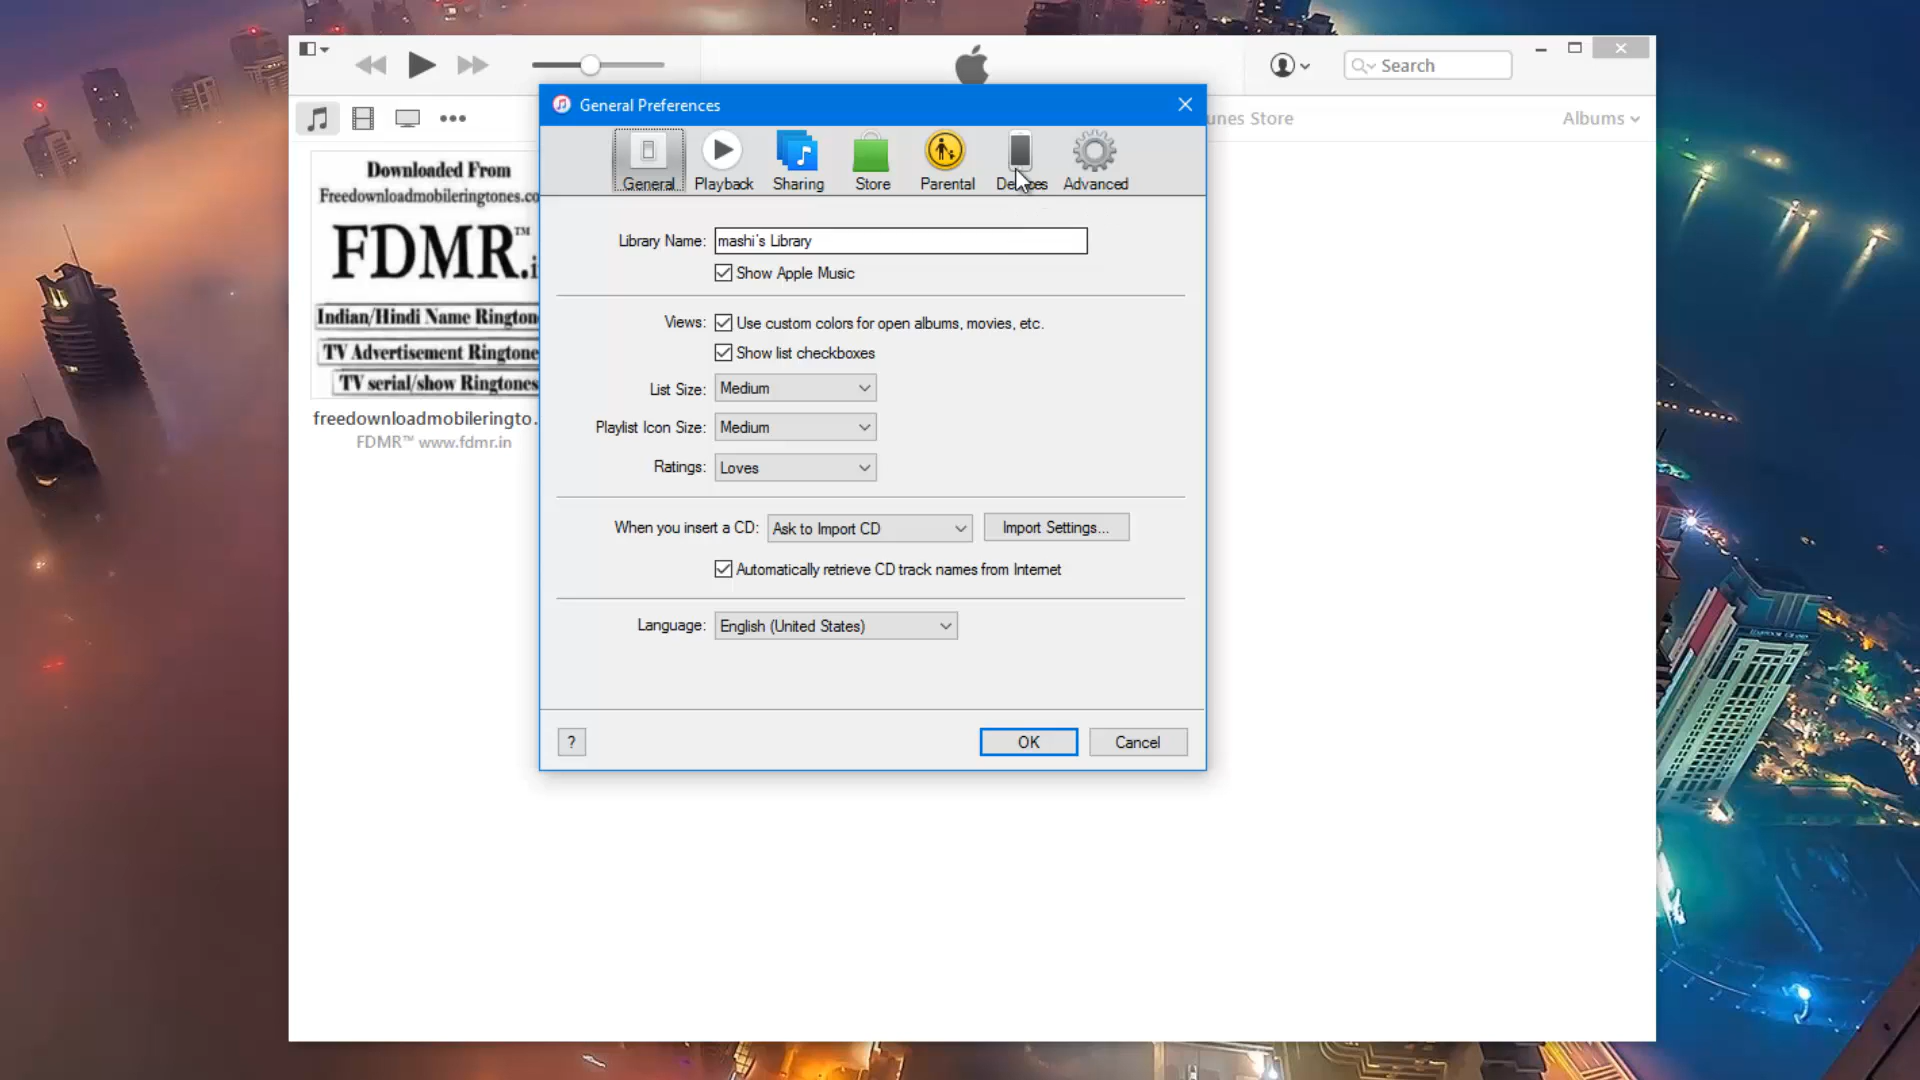 Search
unes Store
Albums
Downloaded From
Freedownloadmobileringtones.co
FDMR™.i
Indian/Hindi Name Rington
TV Advertisement Ringtone
TV serial/show Ringtones
freedownloadmobileringto.
FDMR™ www.fdmr.in
General Preferences
General
Playback
Sharing
Store
Parental
Advanced
Library Name: mashi's Library
Show Apple Music
Views: Use custom colors for open albums, movies, etc.
Show list checkboxes
List Size: Medium
Playlist Icon Size: Medium
Ratings: Loves
When you insert a CD: Ask to Import CD Import Settings...
Automatically retrieve CD track names from Internet
Language: English (United States)
? OK Cancel